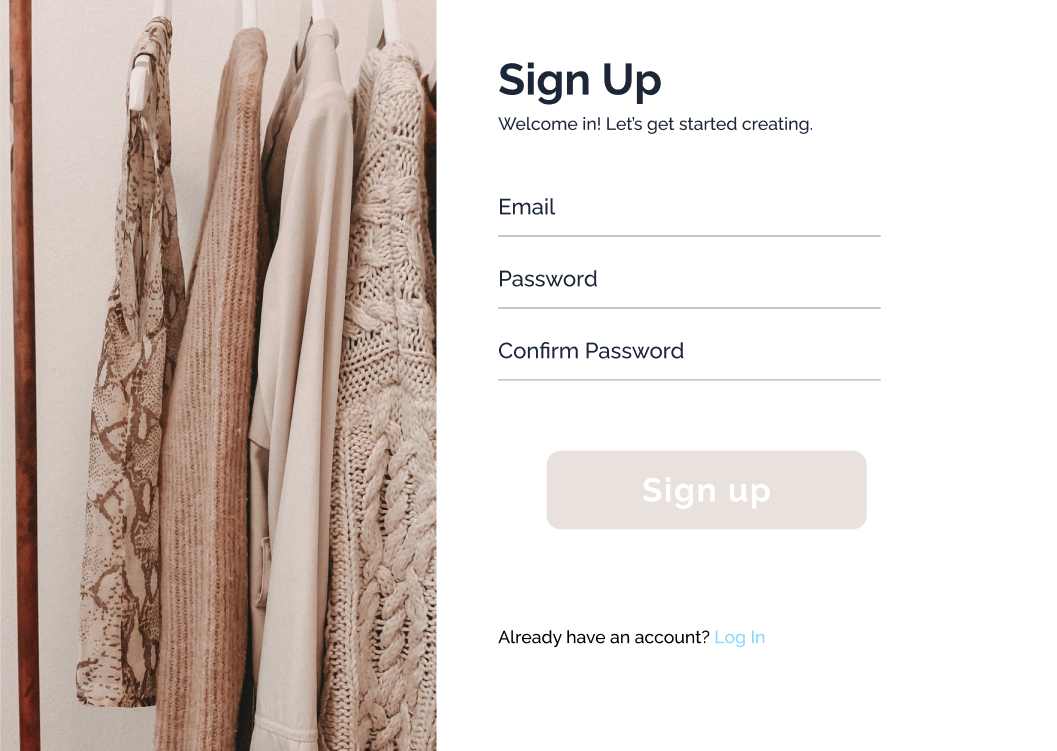 Sign Up
Welcome in! Let's get started creating.
Email
Password
Confirm Password
Sign up
Already have an account? Log In